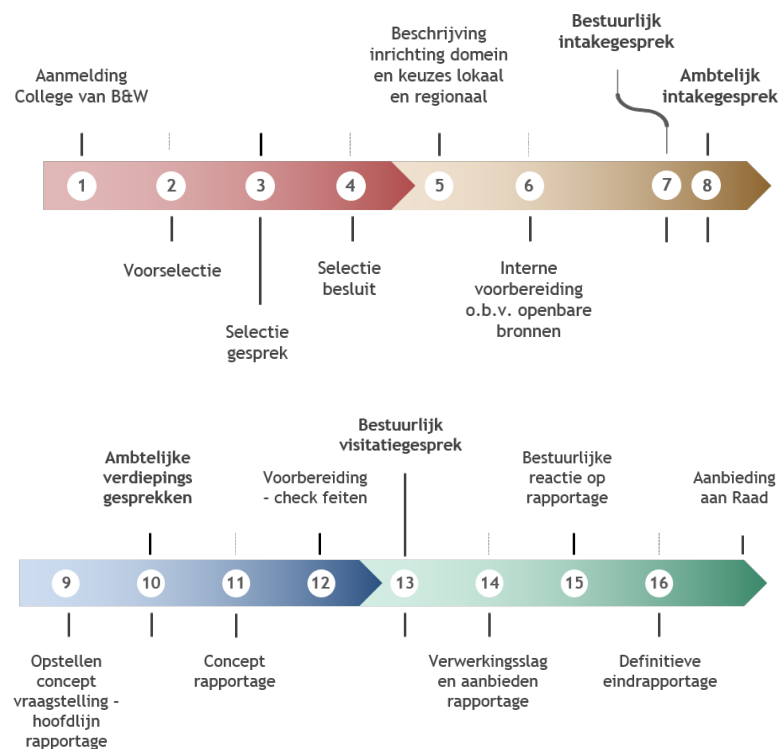 Aanmelding
College van B&W
Beschrijving
inrichting domein
en keuzes lokaal
en regionaal
Bestuurlijk
intakegesprek
Ambtelijk
intakegesprek
1
2
3
4
5
6
7
8
Voorselectie
Selectie
gesprek
Selectie
besluit
Interne
voorbereiding
o.b.v. openbare
bronnen
Ambtelijke
verdiepings
gesprekken
Voorbereiding
- check feiten
Bestuurlijk
visitatiegesprek
Bestuurlijke
reactie op
rapportage
Aanbieding
aan Raad
9
10
11
12
13
14
15
16
Opstellen
concept
vraagstelling -
hoofdlijn
rapportage
Concept
rapportage
Verwerkingsslag
en aanbieden
rapportage
Definitieve
eindrapportage